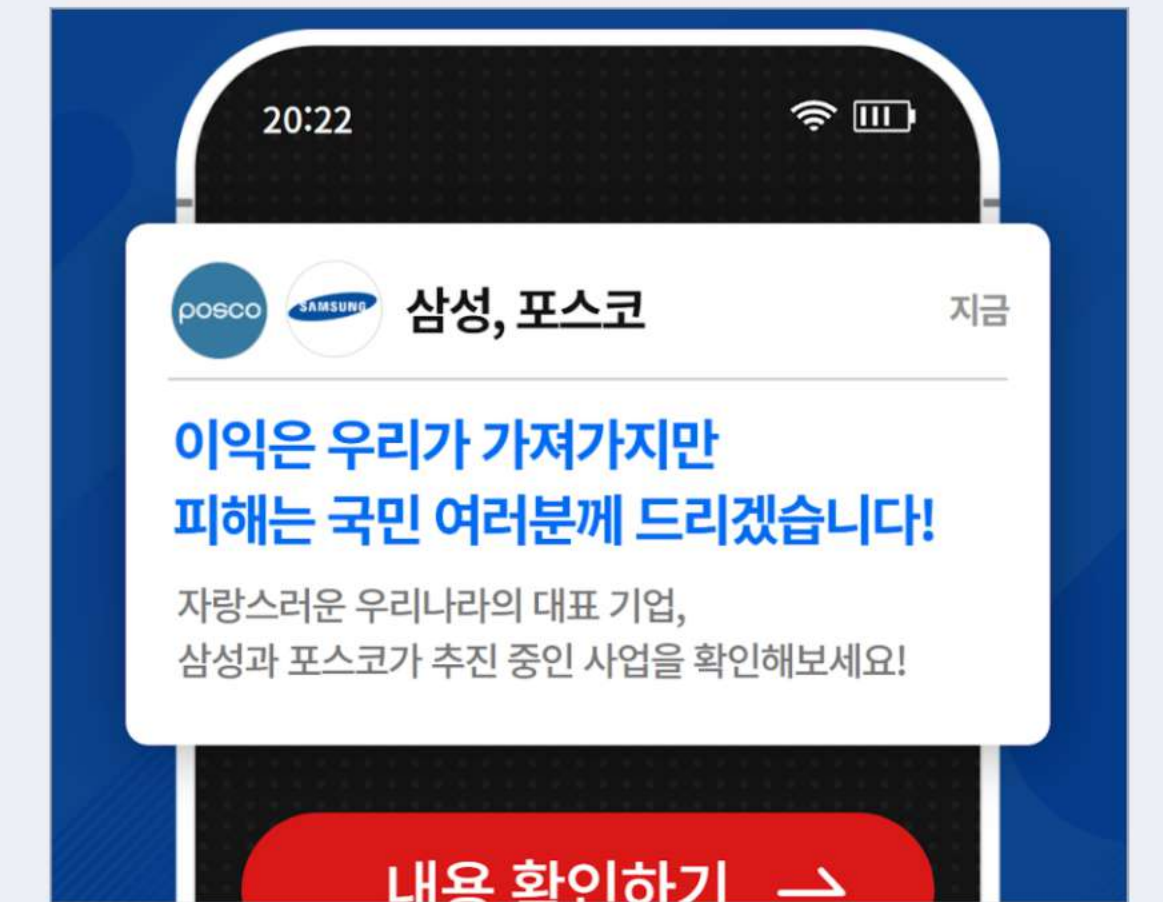 20:22
posco SAMSUNG 삼성, 포스코 지금
이익은 우리가 가져가지만
피해는 국민 여러분께 드리겠습니다!
자랑스러운 우리나라의 대표 기업,
삼성과 포스코가 추진 중인 사업을 확인해보세요!
내용 확인하기 →